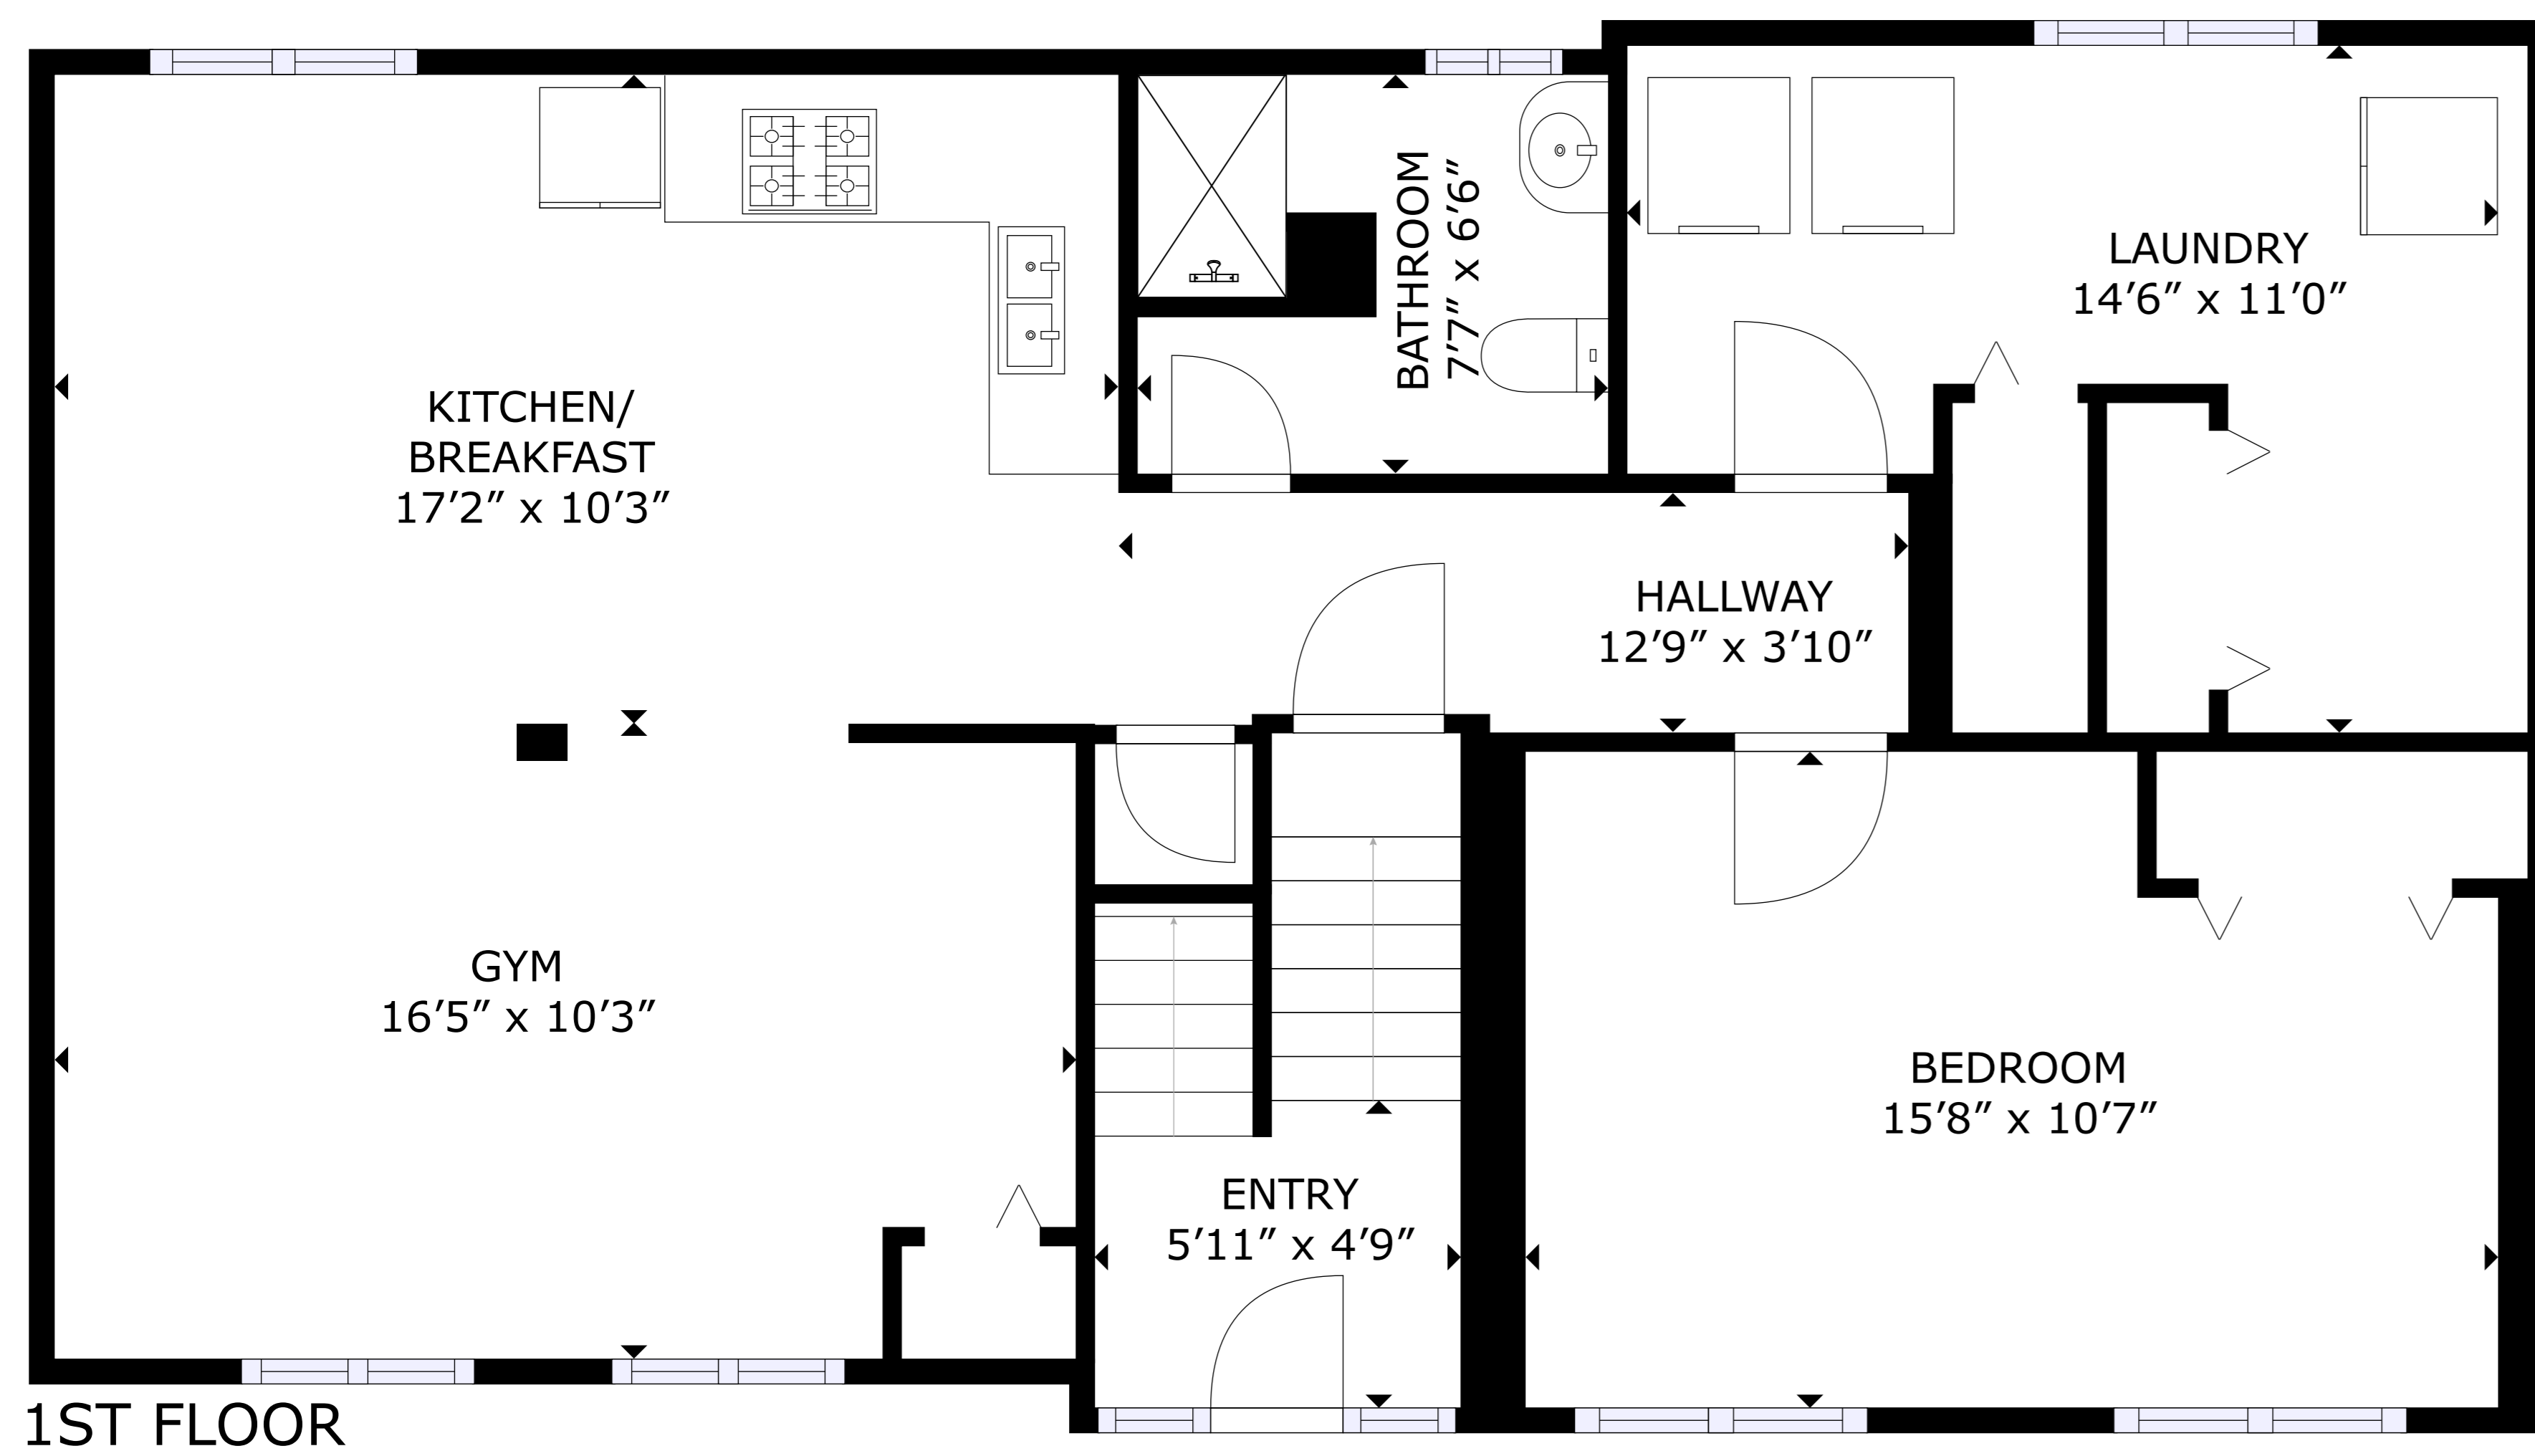 KITCHEN/
BREAKFAST
17’2” x 10’3”
BATHROOM
7’7” x 6’6”
LAUNDRY
14’6” x 11’0”
HALLWAY
12’9” x 3’10”
GYM
16’5” x 10’3”
BEDROOM
15’8” x 10’7”
ENTRY
5’11” x 4’9”
1ST FLOOR